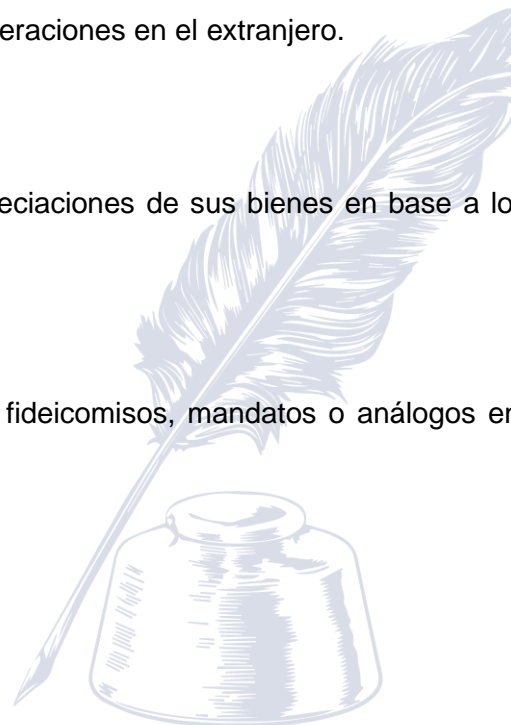 eraciones en el extranjero.
eciaciones de sus bienes en base a lo
fideicomisos, mandatos o análogos en